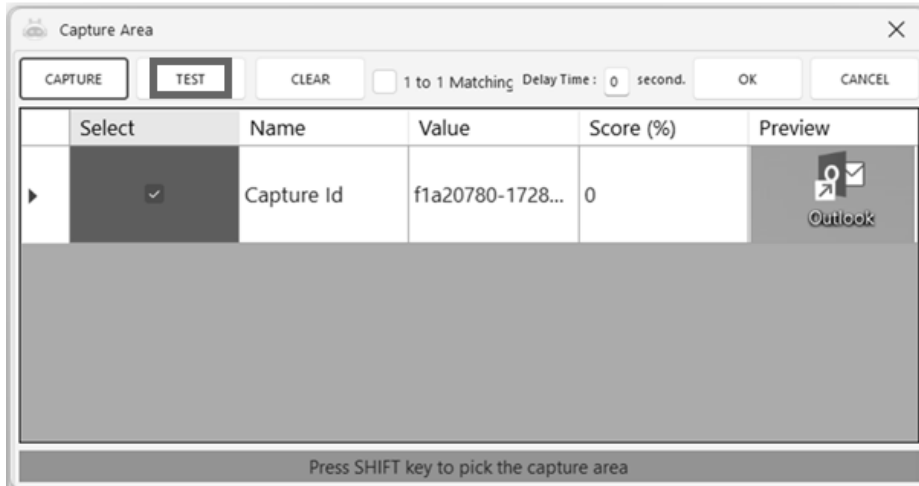 Capture Area
CAPTURE TEST CLEAR 1 to 1 Matching Delay Time : 0 second. OK CANCEL
Select Name Value Score (%) Preview
Capture Id f1a20780-1728... 0
Outlook
Press SHIFT key to pick the capture area